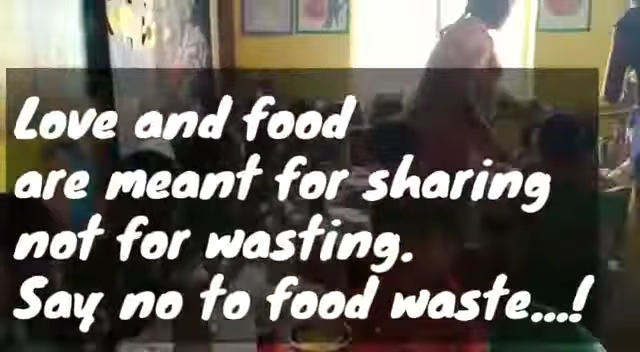 Love and food
are meant for sharing
not for wasting.
Say no to food waste...!